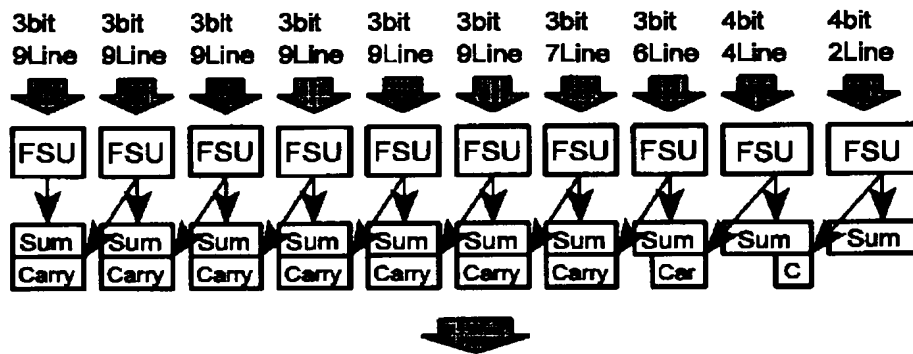 3bit 3bit 3bit 3bit 3bit 3bit 3bit 3bit 4bit 4bit
9Line 9Line 9Line 9Line 9Line 9Line 7Line 6Line 4Line 2Line
FSU FSU FSU FSU FSU FSU FSU FSU FSU FSU
Sum Sum Sum Sum Sum Sum Sum Sum Sum Sum
Carry Carry Carry Carry Carry Carry Carry Car C